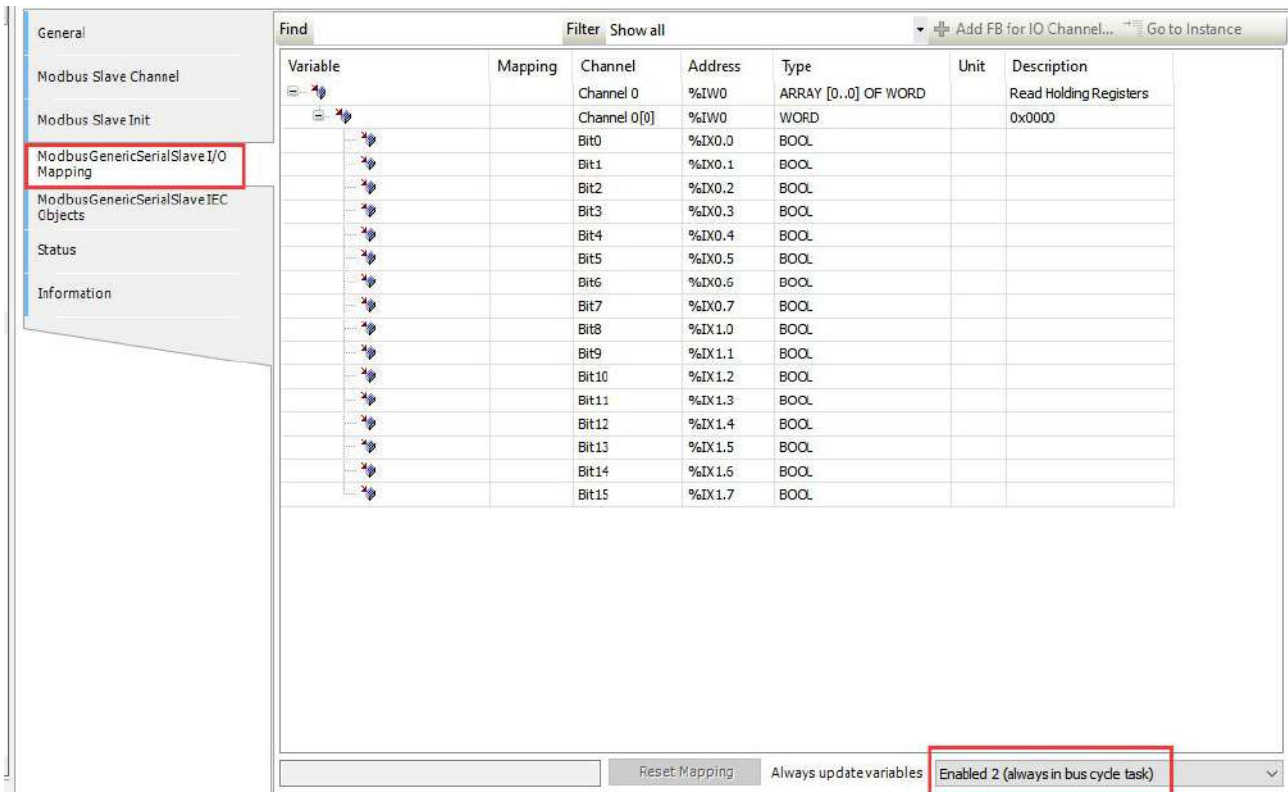 General
Modbus Slave Channel
Modbus Slave Init
ModbusGenericSerialSlave I/O
Mapping
ModbusGenericSerialSlave IEC
Objects
Status
Information
Find Filter Show all Add FB for IO Channel... Go to Instance
Variable Mapping Channel Address Type Unit Description
Channel 0 %IW0 ARRAY [0..0] OF WORD Read Holding Registers
Channel 0[0] %IW0 WORD 0x0000
Bit0 %IX0.0 BOOL
Bit1 %IX0.1 BOOL
Bit2 %IX0.2 BOOL
Bit3 %IX0.3 BOOL
Bit4 %IX0.4 BOOL
Bit5 %IX0.5 BOOL
Bit6 %IX0.6 BOOL
Bit7 %IX0.7 BOOL
Bit8 %IX1.0 BOOL
Bit9 %IX1.1 BOOL
Bit10 %IX1.2 BOOL
Bit11 %IX1.3 BOOL
Bit12 %IX1.4 BOOL
Bit13 %IX1.5 BOOL
Bit14 %IX1.6 BOOL
Bit15 %IX1.7 BOOL
Reset Mapping Always update variables Enabled 2 (always in bus cycle task)